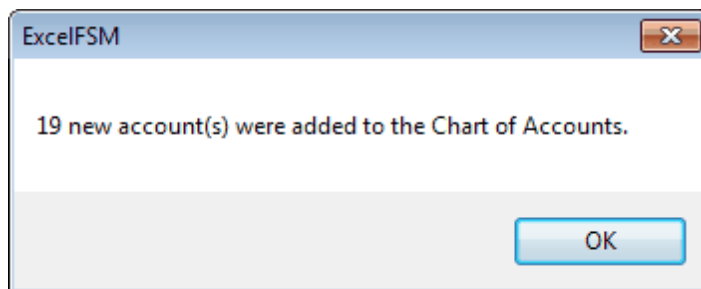 ExcelFSM
19 new account(s) were added to the Chart of Accounts.
OK